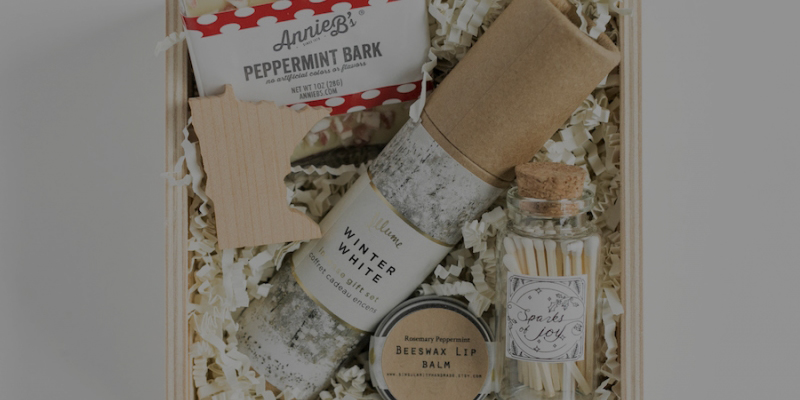 AnnieB's
PEPPERMINT BARK
no artificial colors or flavors
NET WT 1OZ (28G)
ANNIEBS.COM
illume
WINTER
WHITE
gift set
coffret cadeau encens
Rosemary Peppermint
BEESWAX LIP
BALM
Sparks
of joy